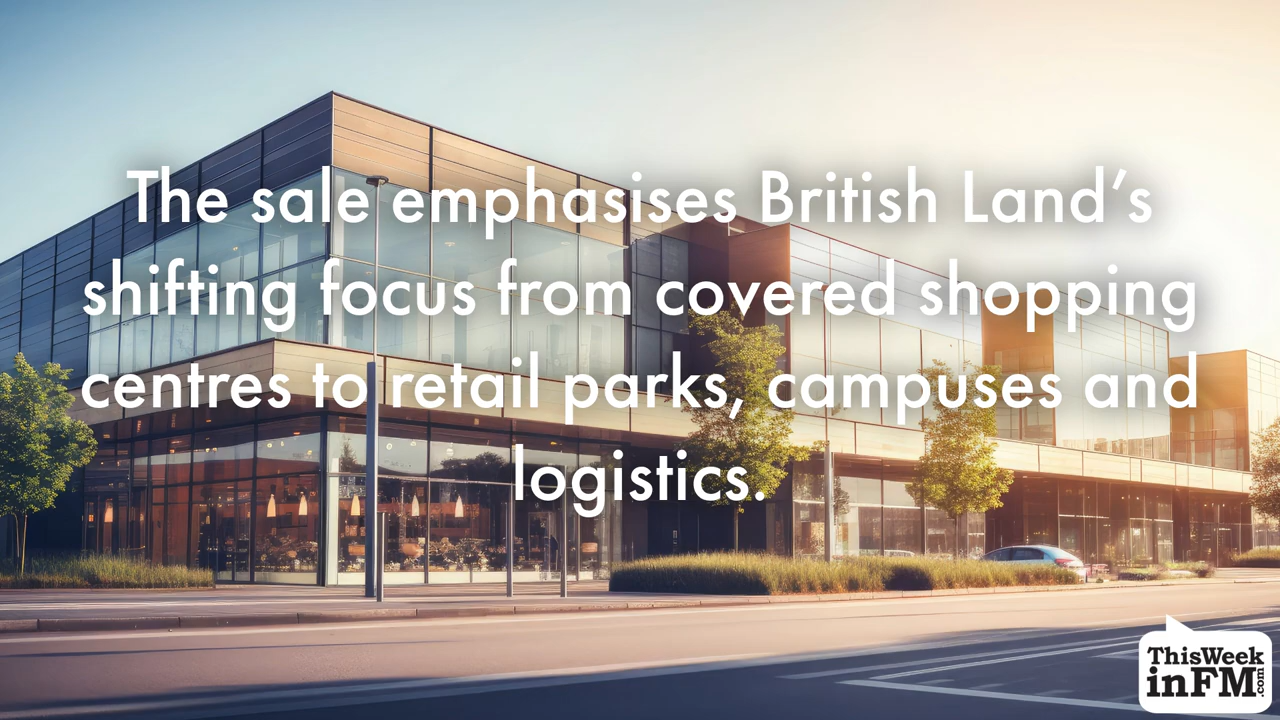 The sale emphasises British Land’s
shifting focus from covered shopping
centres to retail parks, campuses and
logistics.
ThisWeek
inFM.com